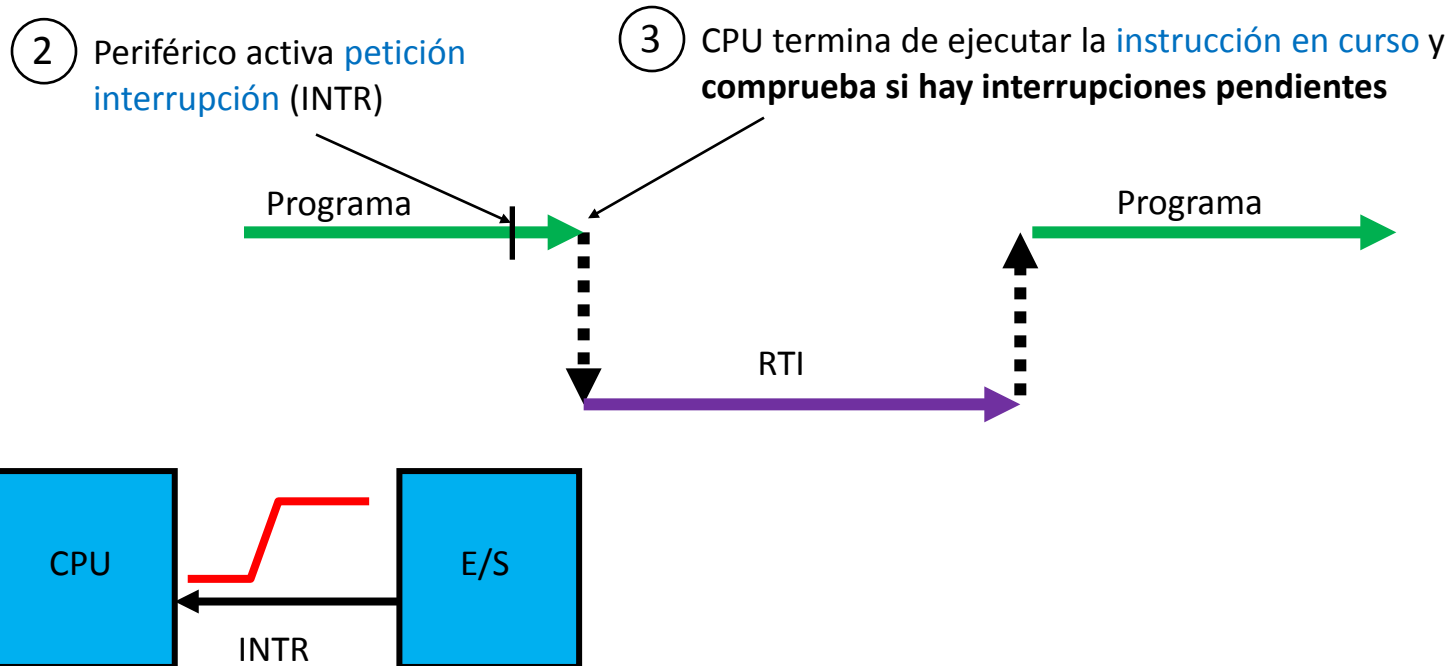 2
Periférico activa petición
interrupción (INTR)
3
CPU termina de ejecutar la instrucción en curso y
comprueba si hay interrupciones pendientes
Programa
Programa
RTI
CPU
E/S
INTR